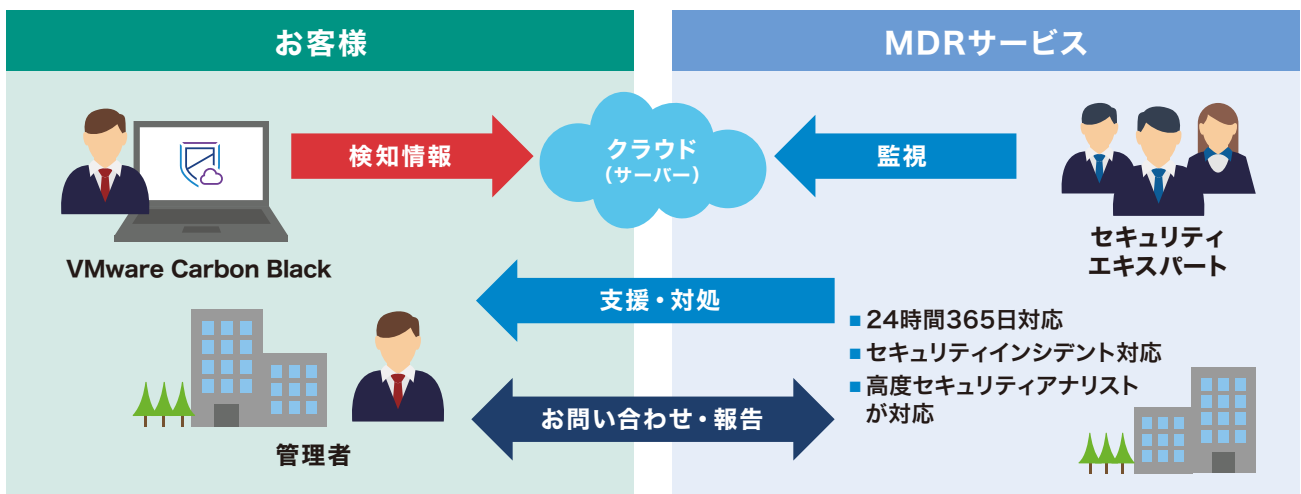 お客様
MDRサービス
検知情報
クラウド
(サーバー)
監視
VMware Carbon Black
セキュリティ
エキスパート
支援・対処
■ 24時間365日対応
■ セキュリティインシデント対応
■ 高度セキュリティアナリスト
が対応
お問い合わせ・報告
管理者